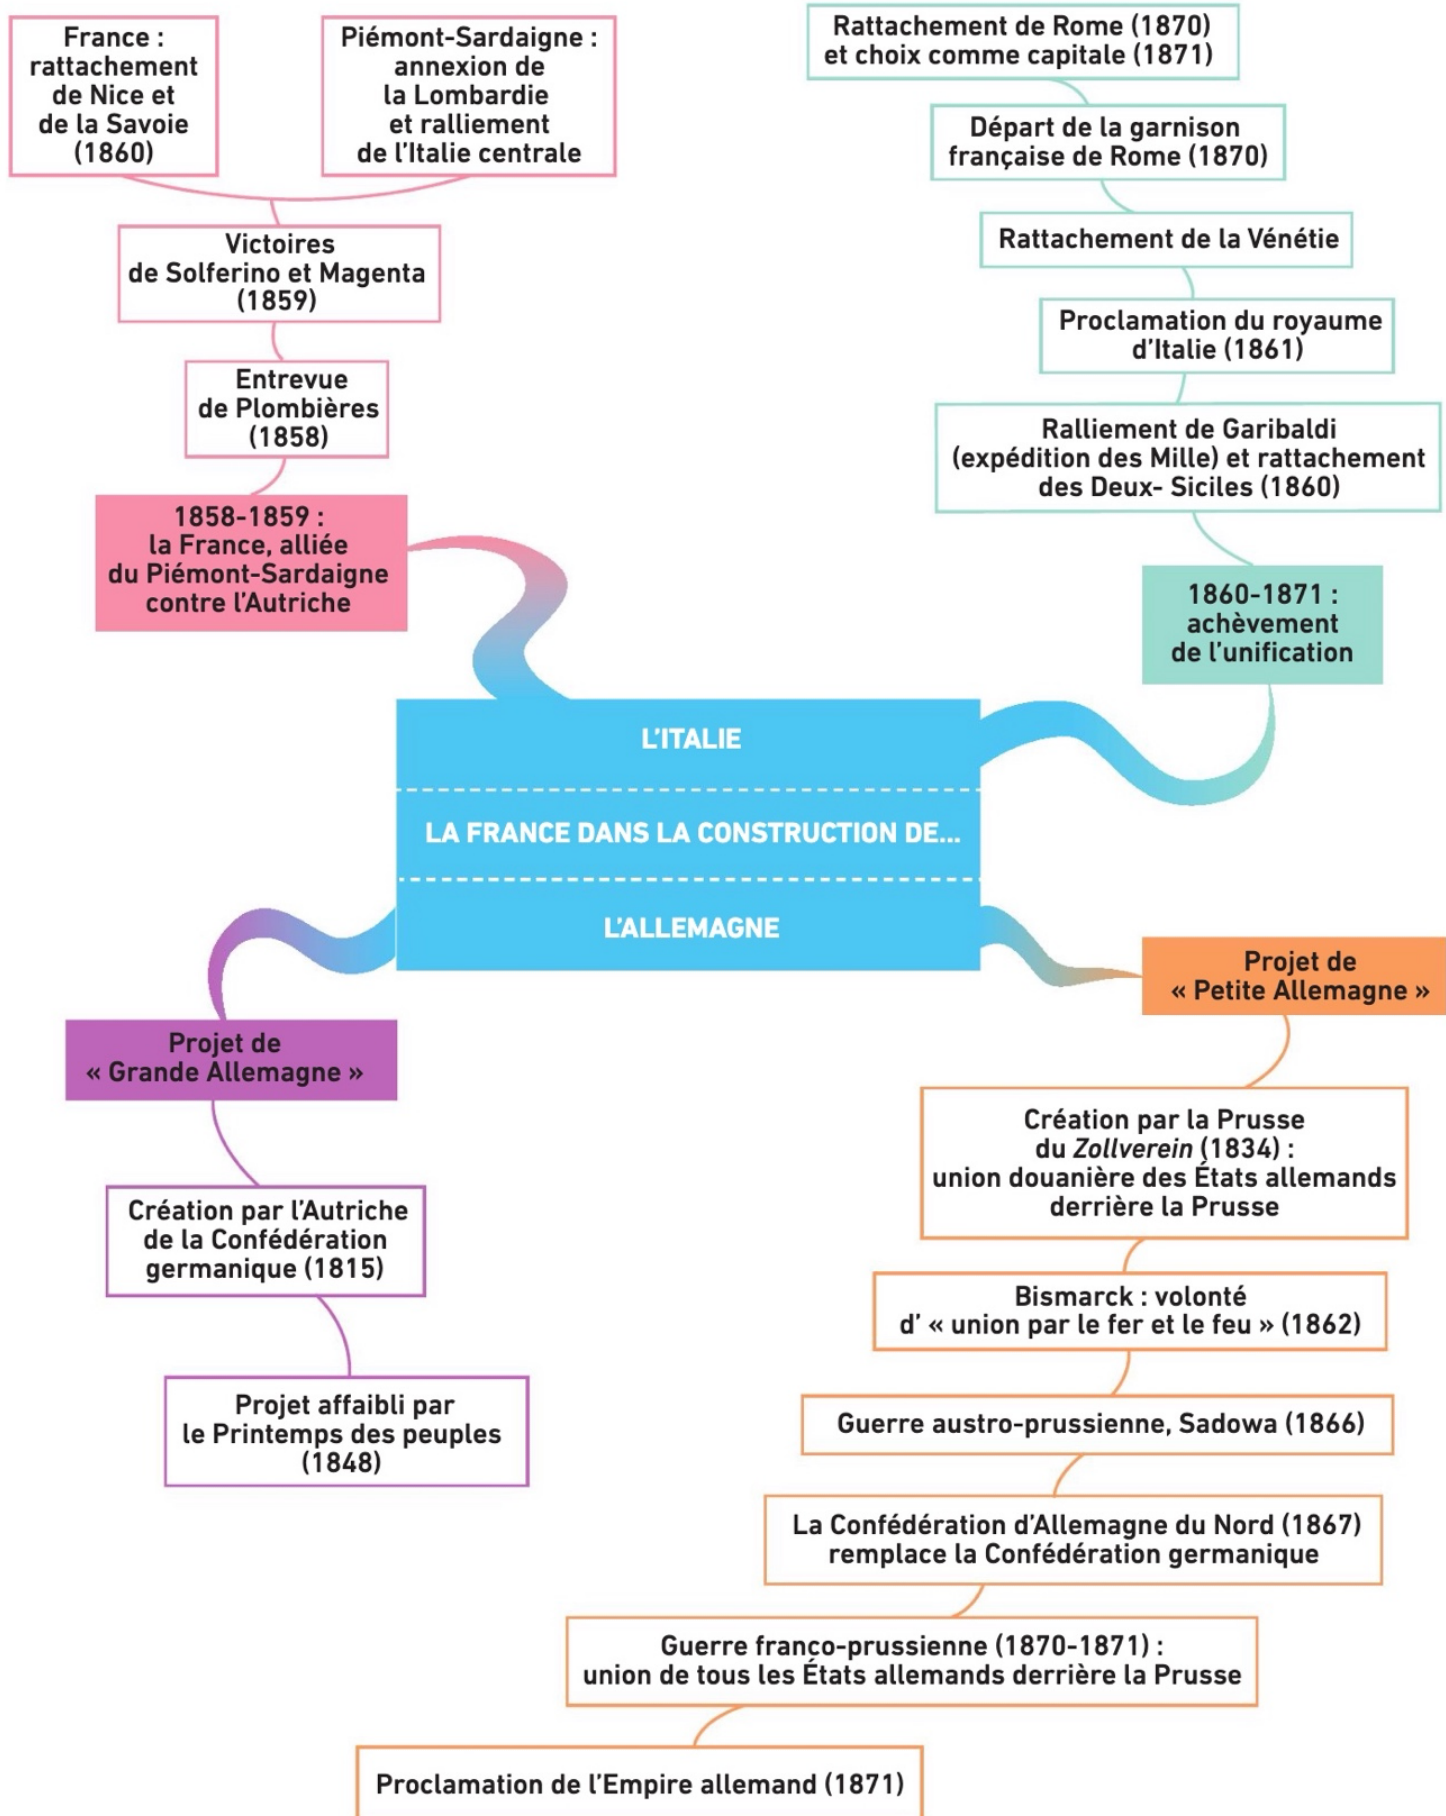 France :
rattachement
de Nice et
de la Savoie
(1860)
Piémont-Sardaigne :
annexion de
la Lombardie
et ralliement
de l'Italie centrale
Victoires
de Solferino et Magenta
(1859)
Entrevue
de Plombières
(1858)
1858-1859 :
la France, alliée
du Piémont-Sardaigne
contre l'Autriche
Rattachement de Rome (1870)
et choix comme capitale (1871)
Départ de la garnison
française de Rome (1870)
Rattachement de la Vénétie
Proclamation du royaume
d'Italie (1861)
Ralliement de Garibaldi
(expédition des Mille) et rattachement
des Deux- Siciles (1860)
1860-1871 :
achèvement
de l'unification
L'ITALIE
LA FRANCE DANS LA CONSTRUCTION DE...
L'ALLEMAGNE
Projet de
« Grande Allemagne »
Création par l'Autriche
de la Confédération
germanique (1815)
Projet affaibli par
le Printemps des peuples
(1848)
Projet de
« Petite Allemagne »
Création par la Prusse
du Zollverein (1834) :
union douanière des États allemands
derrière la Prusse
Bismarck : volonté
d' « union par le fer et le feu » (1862)
Guerre austro-prussienne, Sadowa (1866)
La Confédération d'Allemagne du Nord (1867)
remplace la Confédération germanique
Guerre franco-prussienne (1870-1871) :
union de tous les États allemands derrière la Prusse
Proclamation de l'Empire allemand (1871)